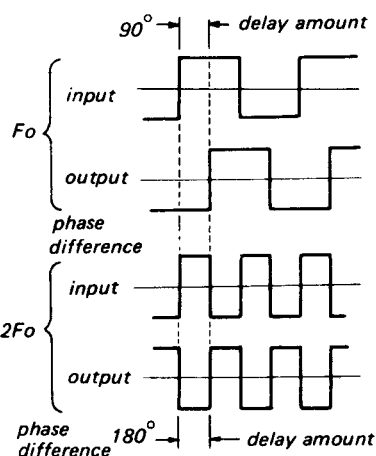 90° delay amount
input
Fo
output
phase
difference
input
2Fo
output
phase
difference
180° delay amount